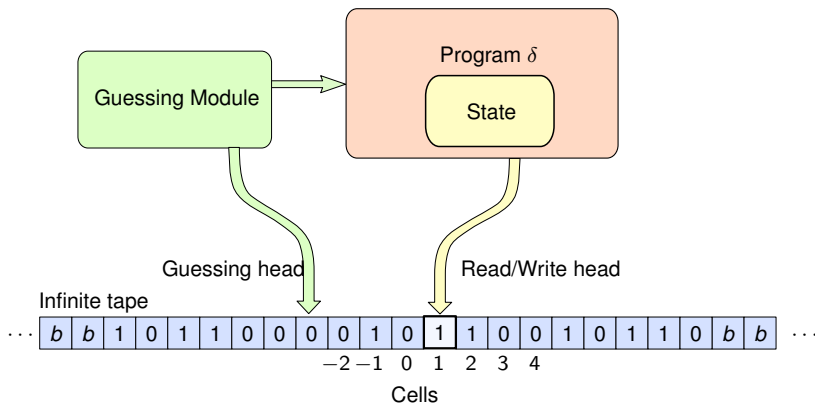 Program δ
Guessing Module
State
Guessing head
Read/Write head
Infinite tape
··· b b 1 0 1 1 0 0 0 0 1 0 1 1 0 0 1 0 1 1 0 b b ···
−2 −1 0 1 2 3 4
Cells